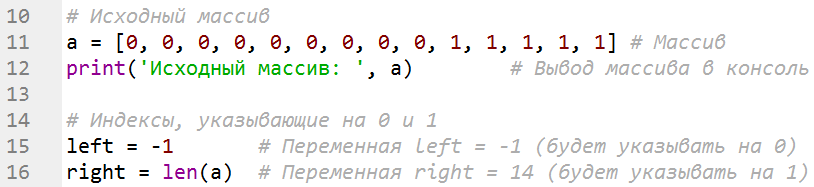 10 # Исходный массив
11 a = [0, 0, 0, 0, 0, 0, 0, 0, 0, 1, 1, 1, 1, 1] # Массив
12 print('Исходный массив: ', a) # Вывод массива в консоль
13
14 # Индексы, указывающие на 0 и 1
15 left = -1 # Переменная left = -1 (будет указывать на 0)
16 right = len(a) # Переменная right = 14 (будет указывать на 1)